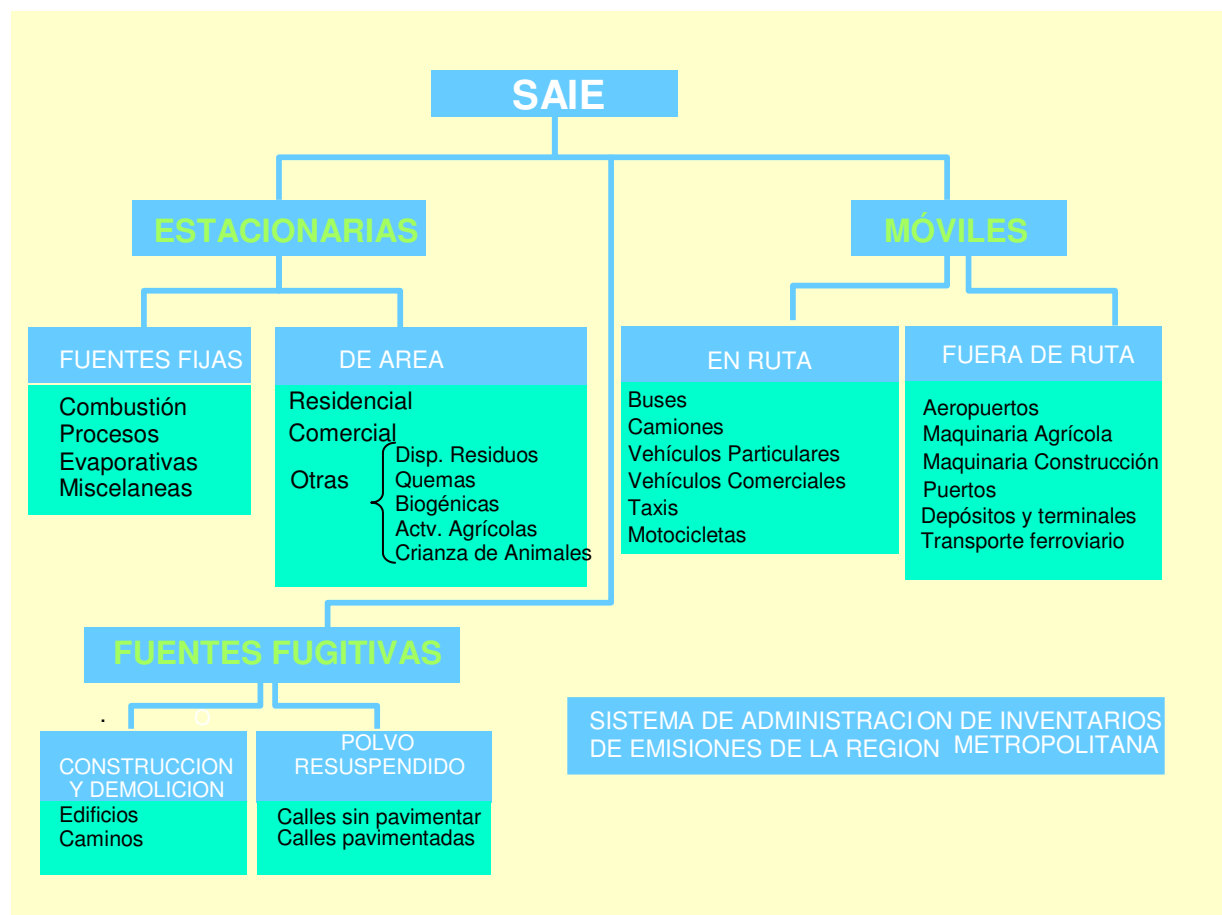 SAIE
ESTACIONARIAS
MÓVILES
FUENTES FIJAS
Combustión
Procesos
Evaporativas
Miscelaneas
DE AREA
Residencial
Comercial
Otras
Disp. Residuos
Quemas
Biogénicas
Actv. Agrícolas
Crianza de Animales
EN RUTA
Buses
Camiones
Vehículos Particulares
Vehículos Comerciales
Taxis
Motocicletas
FUERA DE RUTA
Aeropuertos
Maquinaria Agrícola
Maquinaria Construcción
Puertos
Depósitos y terminales
Transporte ferroviario
FUENTES FUGITIVAS
.
O
CONSTRUCCION
Y DEMOLICION
Edificios
Caminos
POLVO
RESUSPENDIDO
Calles sin pavimentar
Calles pavimentadas
SISTEMA DE ADMINISTRACION DE INVENTARIOS
DE EMISIONES DE LA REGION METROPOLITANA